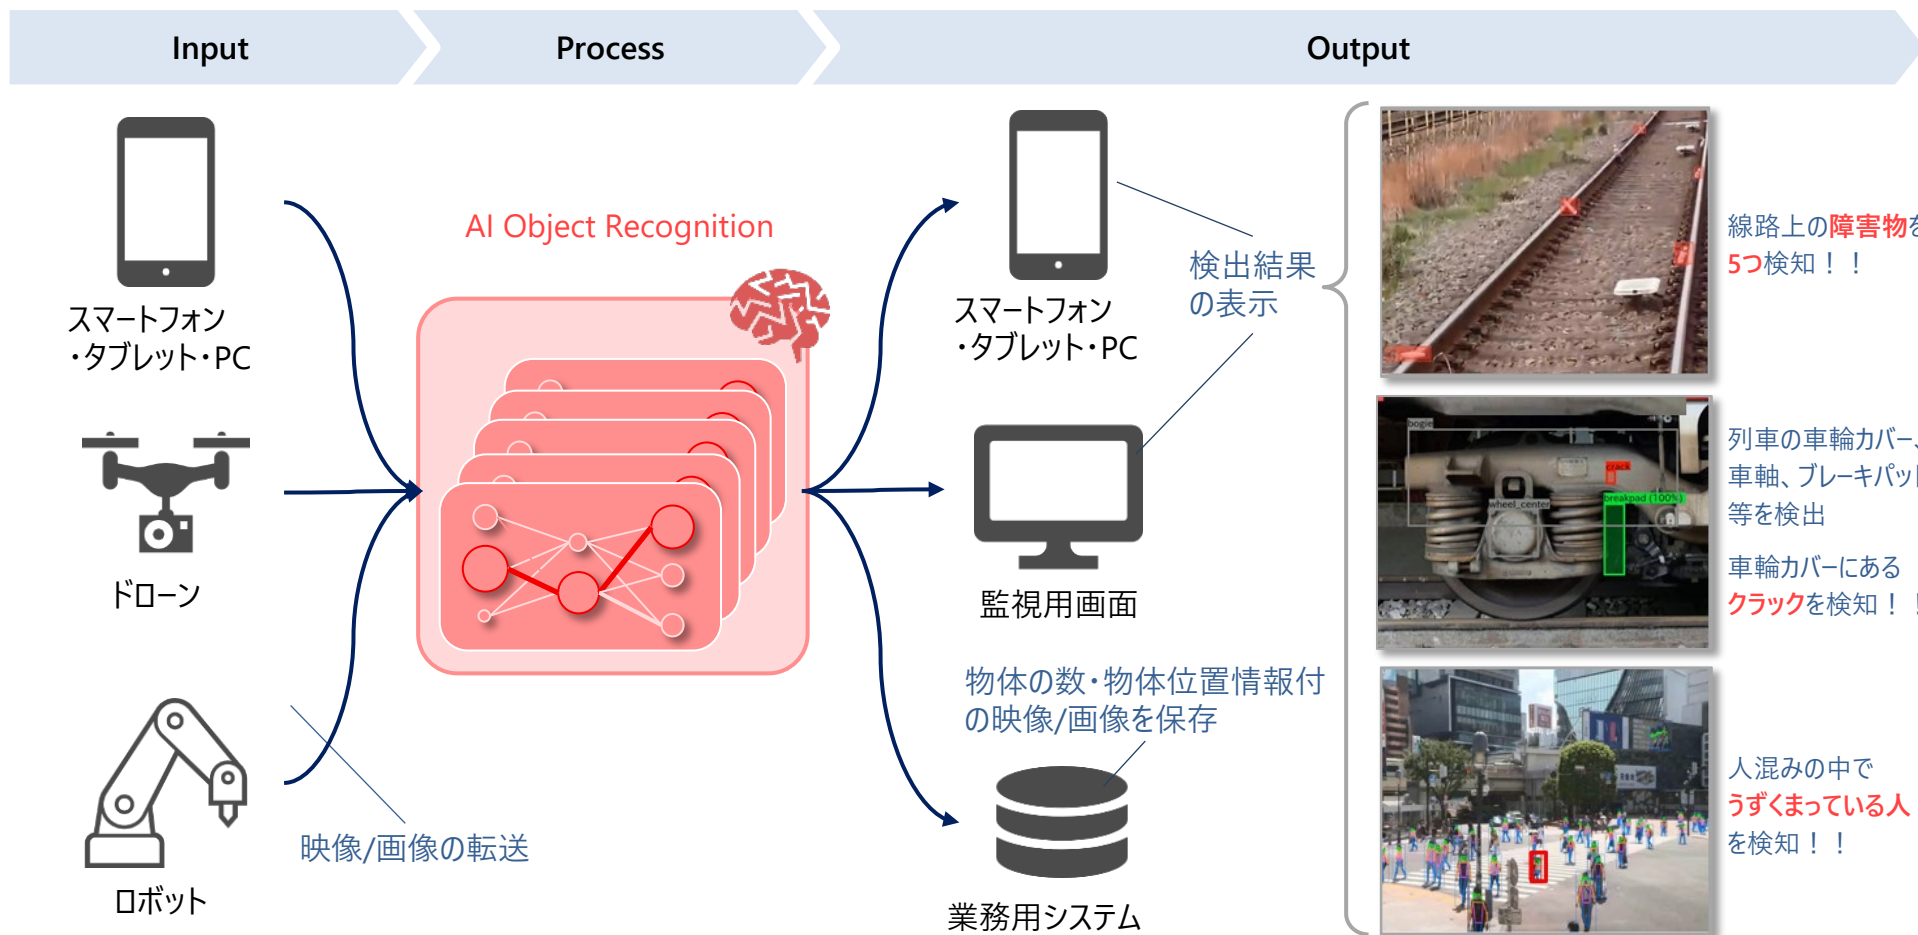 Input
Process
Output
スマートフォン
・タブレット・PC
ドローン
ロボット
映像/画像の転送
AI Object Recognition
スマートフォン
・タブレット・PC
検出結果
の表示
監視用画面
物体の数・物体位置情報付
の映像/画像を保存
業務用システム
線路上の障害物を
5つ検知！！
bogie
crack
breakpad (100%)
wheel_center
列車の車輪カバー、
車軸、ブレーキパッド
等を検出
車輪カバーにある
クラックを検知！！
人混みの中で
うずくまっている人
を検知！！